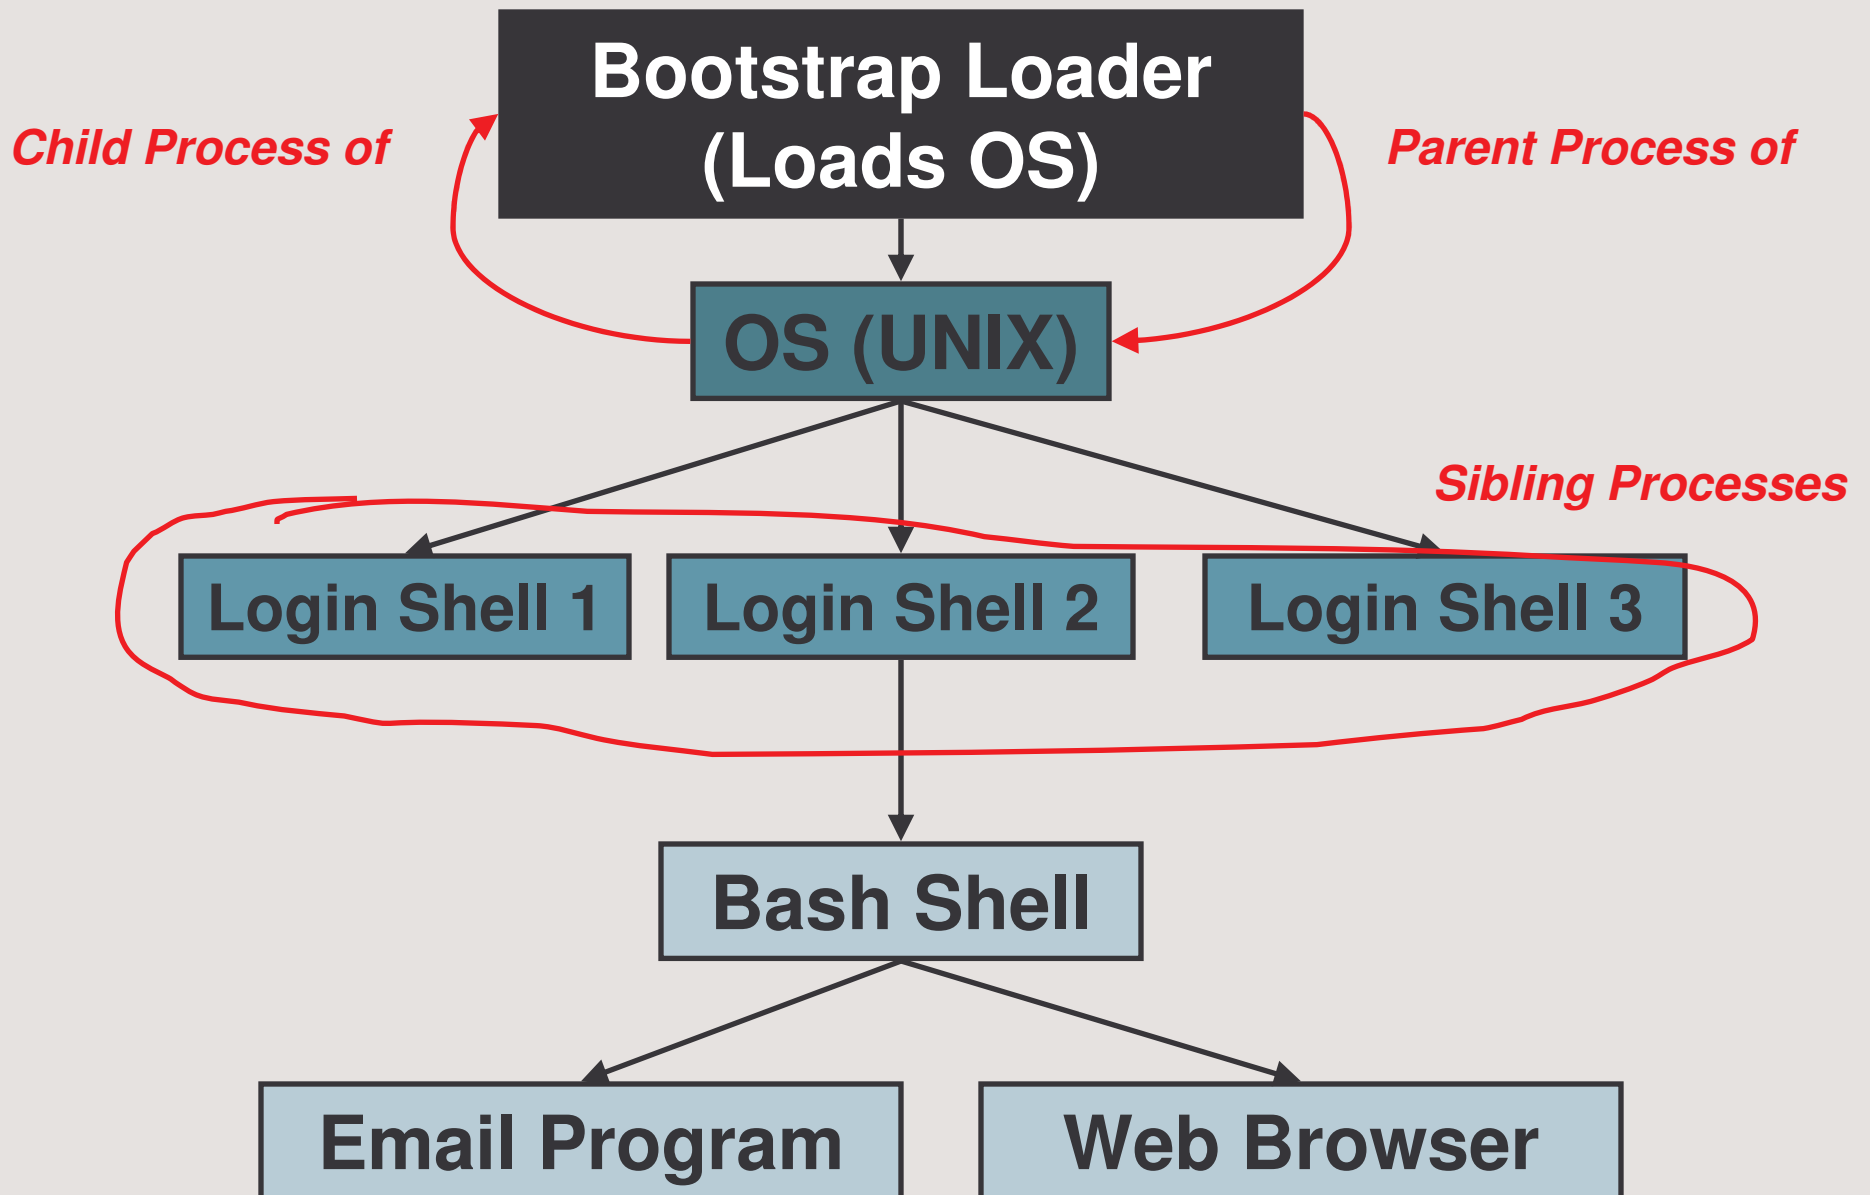 Bootstrap Loader
(Loads OS)
Child Process of
Parent Process of
OS (UNIX)
Sibling Processes
Login Shell 1
Login Shell 2
Login Shell 3
Bash Shell
Email Program
Web Browser